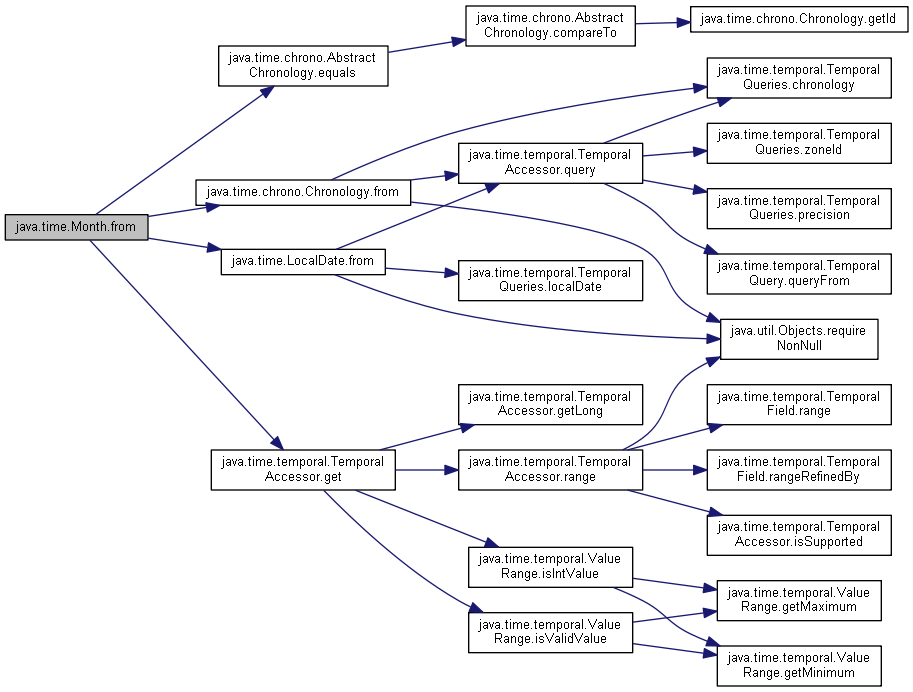 java.time.chrono.Abstract
Chronology.compareTo
java.time.chrono.Chronology.getId
java.time.chrono.Abstract
Chronology.equals
java.time.temporal.Temporal
Queries.chronology
java.time.temporal.Temporal
Queries.zoneId
java.time.temporal.Temporal
Accessor.query
java.time.chrono.Chronology.from
java.time.temporal.Temporal
Queries.precision
java.time.Month.from
java.time.LocalDate.from
java.time.temporal.Temporal
Queries.localDate
java.time.temporal.Temporal
Query.queryFrom
java.util.Objects.require
NonNull
java.time.temporal.Temporal
Accessor.getLong
java.time.temporal.Temporal
Field.range
java.time.temporal.Temporal
Accessor.get
java.time.temporal.Temporal
Accessor.range
java.time.temporal.Temporal
Field.rangeRefinedBy
java.time.temporal.Temporal
Accessor.isSupported
java.time.temporal.Value
Range.isIntValue
java.time.temporal.Value
Range.getMaximum
java.time.temporal.Value
Range.isValidValue
java.time.temporal.Value
Range.getMinimum